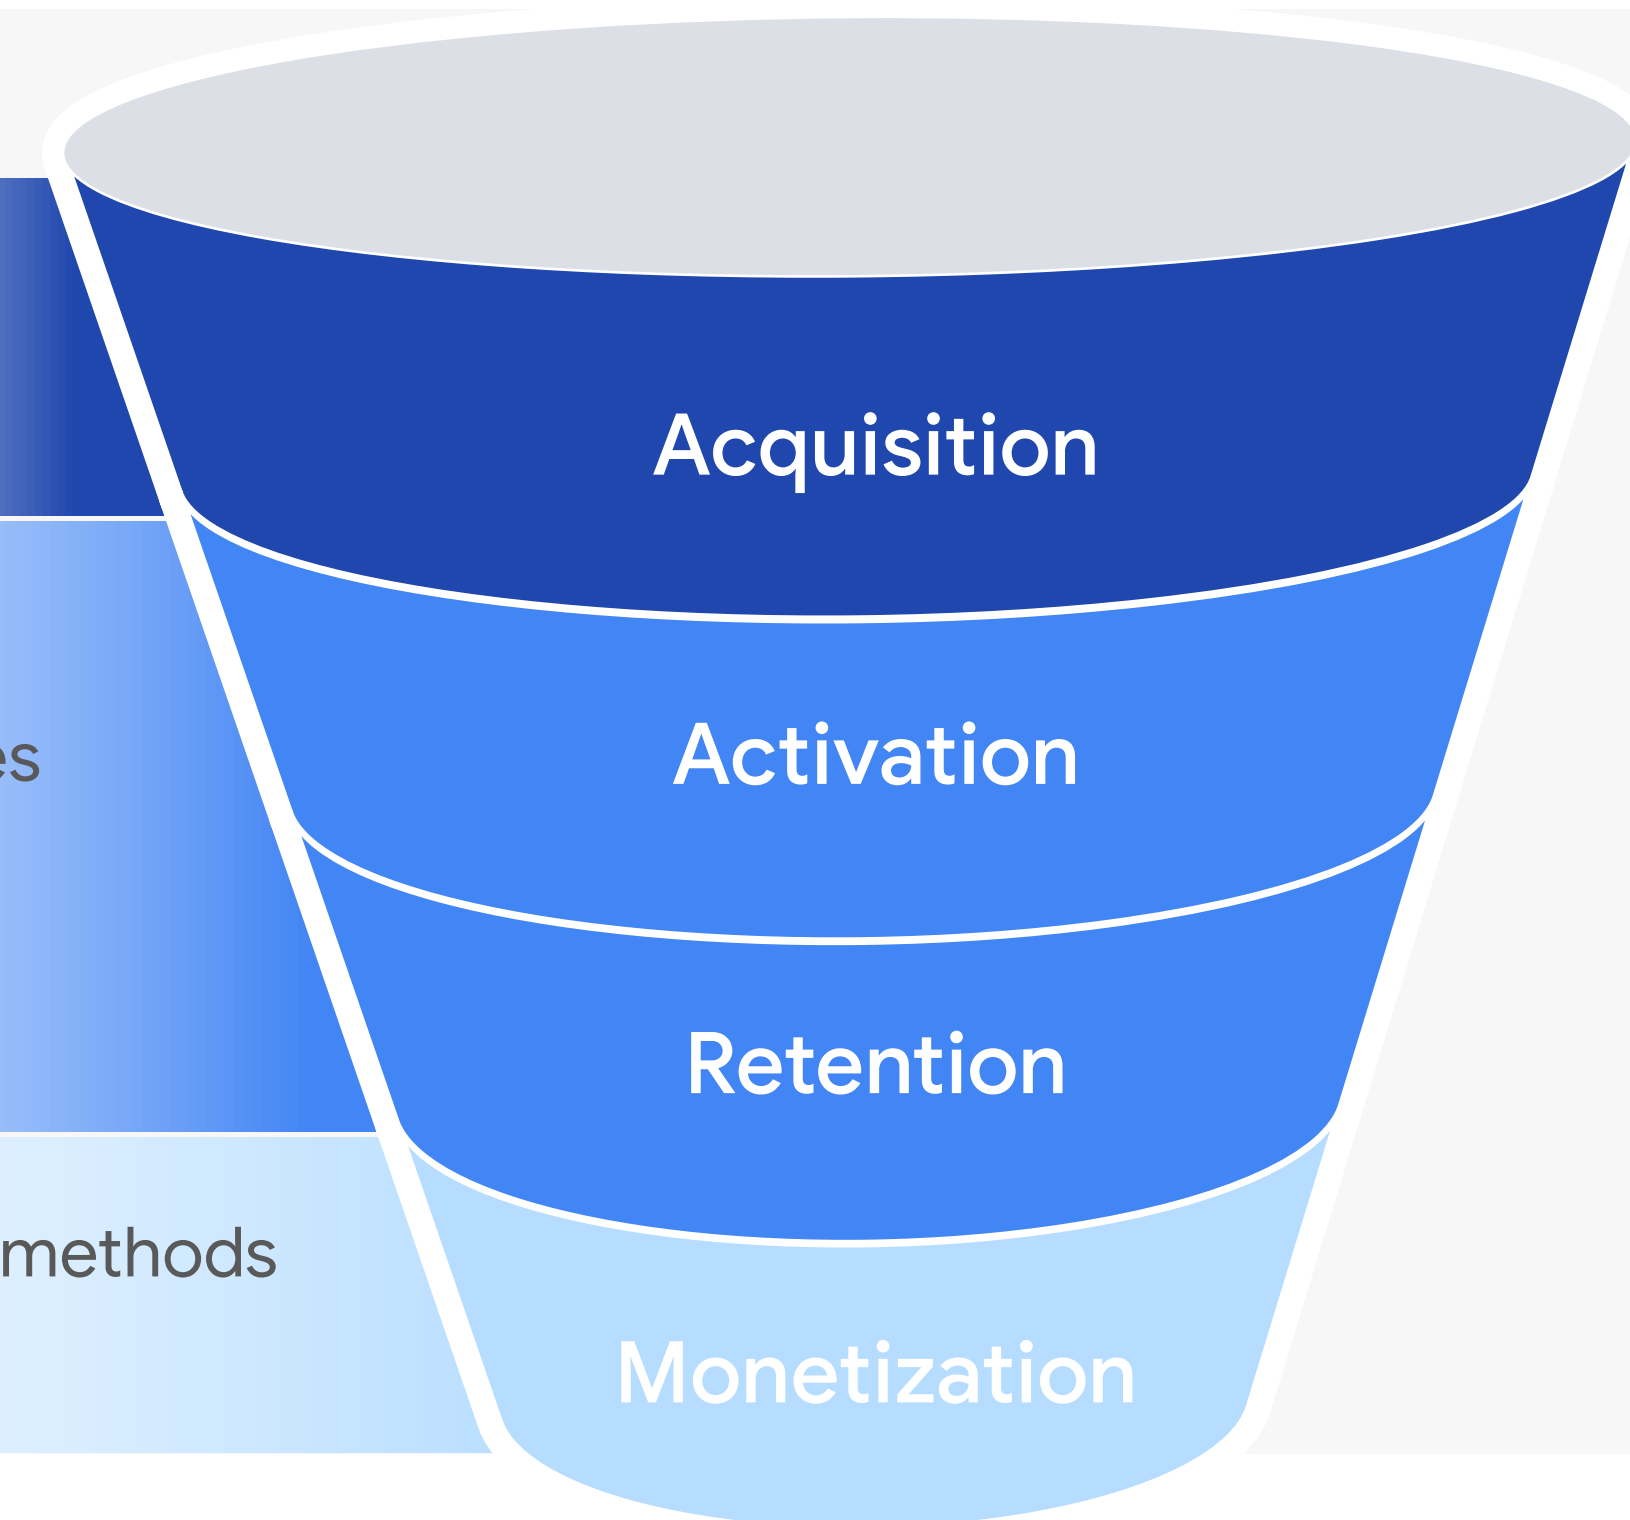 Acquisition
Activation
es
Retention
methods
Monetization